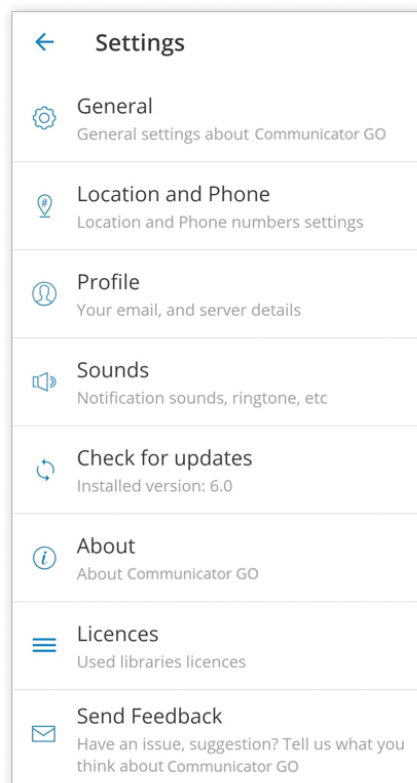 Settings
General
General settings about Communicator GO
Location and Phone
Location and Phone numbers settings
Profile
Your email, and server details
Sounds
Notification sounds, ringtone, etc
Check for updates
Installed version: 6.0
About
About Communicator GO
Licences
Used libraries licences
Send Feedback
Have an issue, suggestion? Tell us what you
think about Communicator GO